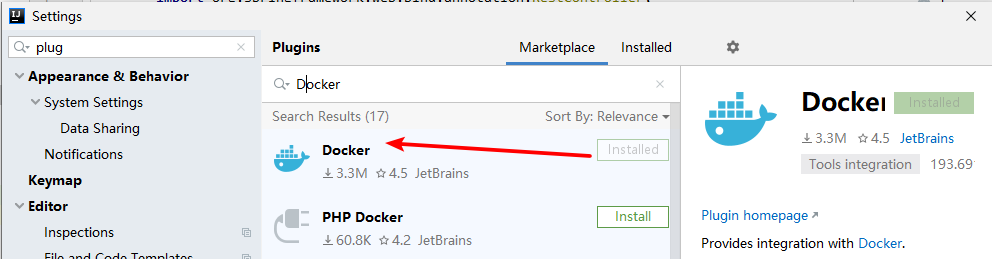 Settings
plug
Appearance & Behavior
System Settings
Data Sharing
Notifications
Keymap
Editor
Inspections
File and Code Templates
Plugins
Marketplace
Installed
Docker
Search Results (17)
Sort By: Relevance
Docker
Installed
3.3M
4.5
JetBrains
PHP Docker
Install
60.8K
4.2
JetBrains
Docker
Installed
3.3M
4.5
JetBrains
Tools integration
193.69
Plugin homepage
Provides integration with Docker.